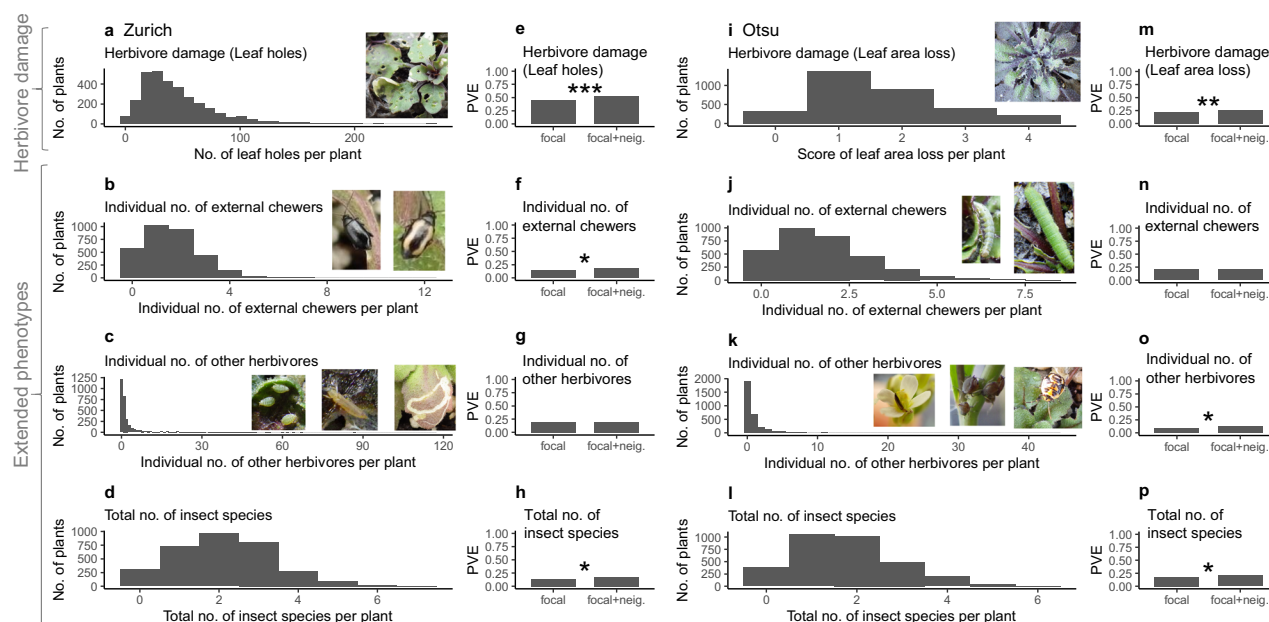 Herbivore damage
Extended phenotypes
a Zurich
Herbivore damage (Leaf holes)
No. of plants
400
200
0
0
100
200
No. of leaf holes per plant
e
Herbivore damage
(Leaf holes)
PVE
1.00
0.75
0.50
0.25
0.00
***
focal
focal+neig.
i Otsu
Herbivore damage (Leaf area loss)
No. of plants
1000
500
0
0
1
2
3
4
Score of leaf area loss per plant
m
Herbivore damage
(Leaf area loss)
PVE
1.00
0.75
0.50
0.25
0.00
**
focal
focal+neig.
b
Individual no. of external chewers
No. of plants
1000
750
500
250
0
0
4
8
12
Individual no. of external chewers per plant
f
Individual no. of
external chewers
PVE
1.00
0.75
0.50
0.25
0.00
*
focal
focal+neig.
j
Individual no. of external chewers
No. of plants
1000
750
500
250
0
0.0
2.5
5.0
7.5
Individual no. of external chewers per plant
n
Individual no. of
external chewers
PVE
1.00
0.75
0.50
0.25
0.00
focal
focal+neig.
c
Individual no. of other herbivores
No. of plants
1250
1000
750
500
250
0
0
30
60
90
120
Individual no. of other herbivores per plant
g
Individual no. of
other herbivores
PVE
1.00
0.75
0.50
0.25
0.00
focal
focal+neig.
k
Individual no. of other herbivores
No. of plants
2000
1500
1000
500
0
0
10
20
30
40
Individual no. of other herbivores per plant
o
Individual no. of
other herbivores
PVE
1.00
0.75
0.50
0.25
0.00
*
focal
focal+neig.
d
Total no. of insect species
No. of plants
1000
750
500
250
0
0
2
4
6
Total no. of insect species per plant
h
Total no. of
insect species
PVE
1.00
0.75
0.50
0.25
0.00
*
focal
focal+neig.
l
Total no. of insect species
No. of plants
1000
750
500
250
0
0
2
4
6
Total no. of insect species per plant
p
Total no. of
insect species
PVE
1.00
0.75
0.50
0.25
0.00
*
focal
focal+neig.